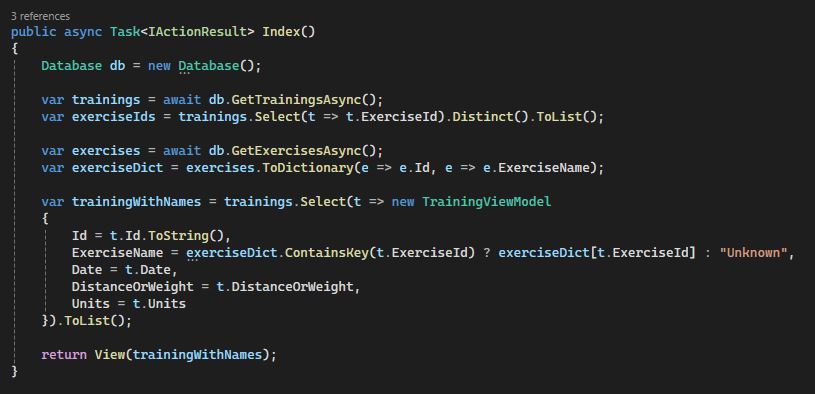 3 references
public async Task<IActionResult> Index()
{
Database db = new Database();
var trainings = await db.GetTrainingsAsync();
var exerciseIds = trainings.Select(t => t.ExerciseId).Distinct().ToList();
var exercises = await db.GetExercisesAsync();
var exerciseDict = exercises.ToDictionary(e => e.Id, e => e.ExerciseName);
var trainingWithNames = trainings.Select(t => new TrainingViewModel
{
Id = t.Id.ToString(),
ExerciseName = exerciseDict.ContainsKey(t.ExerciseId) ? exerciseDict[t.ExerciseId] : "Unknown",
Date = t.Date,
DistanceOrWeight = t.DistanceOrWeight,
Units = t.Units
}).ToList();
return View(trainingWithNames);
}